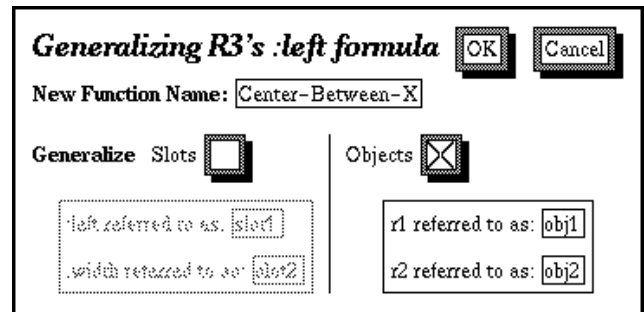 Generalizing R3's :left formula OK Cancel
New Function Name: Center-Between-X
Generalize Slots Objects
:left referred to as: slot1
r1 referred to as: obj1
:width referred to as: slot2
r2 referred to as: obj2